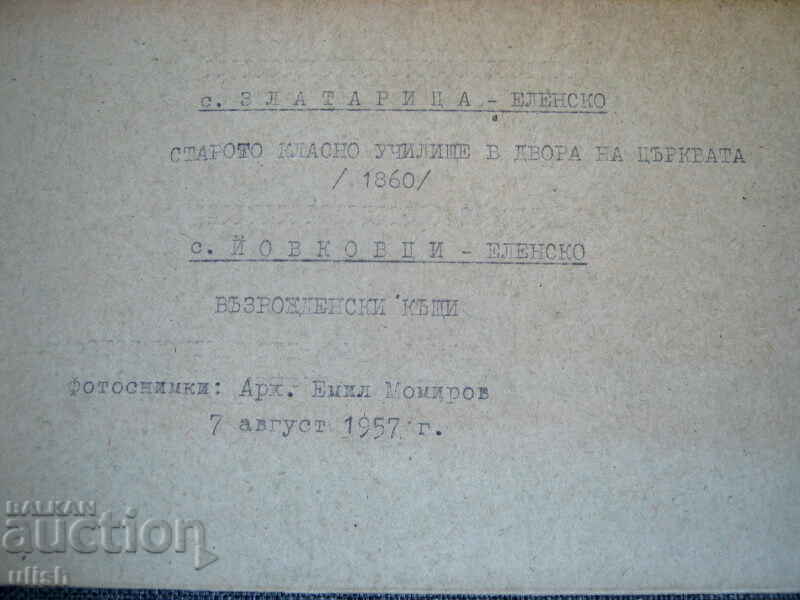 с. ЗЛАТАРИЦА - ЕЛЕНСКО
СТАРОТО КЛАСНО УЧИЛИЩЕ В ДВОРА НА ЦЪРКВАТА
/ 1860/
с. ЙОВКОВЦИ - ЕЛЕНСКО
ВЪЗРОЖДЕНСКИ КЪЩИ
фотоснимки: Арх. Емил Момиров
7 август 1957 г.
BALKAN
auction
ulish